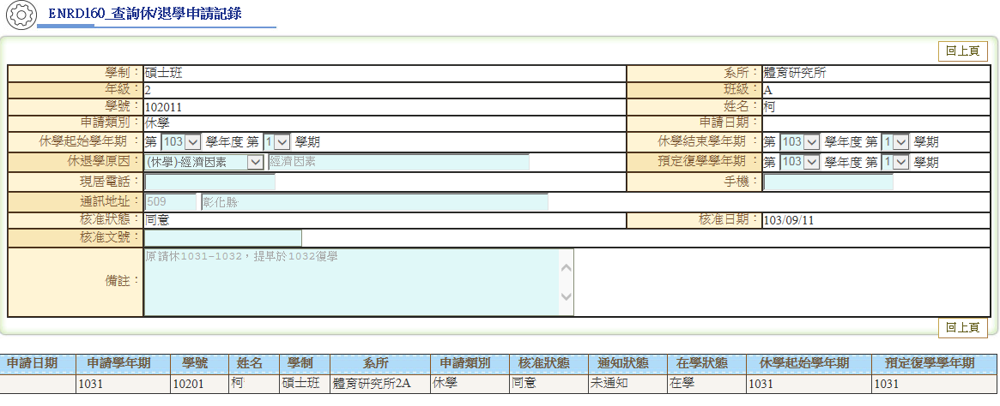 ENRD160_查詢休/退學申請記錄
回上頁
學制： 碩士班 系所： 體育研究所
年級： 2 班級： A
學號： 102011 姓名： 柯
申請類別： 休學 申請日期：
休學起始學年期 ： 第 103 學年度 第 1 學期 休學結束學年期 ： 第 103 學年度 第 1 學期
休退學原因： (休學)-經濟因素 經濟因素 預定復學學年期： 第 103 學年度 第 1 學期
現居電話： 手機：
通訊地址： 509 彰化縣
核准狀態： 同意 核准日期： 103/09/11
核准文號：
備註： 原請休1031-1032，提早於1032復學
回上頁
申請日期 申請學年期 學號 姓名 學制 系所 申請類別 核准狀態 通知狀態 在學狀態 休學起始學年期 預定復學學年期
1031 10201 柯 碩士班 體育研究所2A 休學 同意 未通知 在學 1031 1031